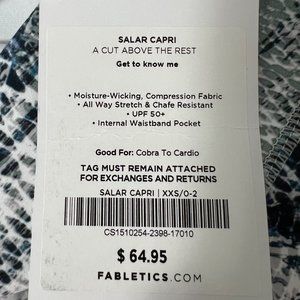 SALAR CAPRI
A CUT ABOVE THE REST
Get to know me
• Moisture-Wicking, Compression Fabric
• All Way Stretch & Chafe Resistant
• UPF 50+
• Internal Waistband Pocket
Good For: Cobra To Cardio
TAG MUST REMAIN ATTACHED
FOR EXCHANGES AND RETURNS
SALAR CAPRI | XXS/0-2
CS1510254-2398-17010
$ 64.95
FABLETICS.COM